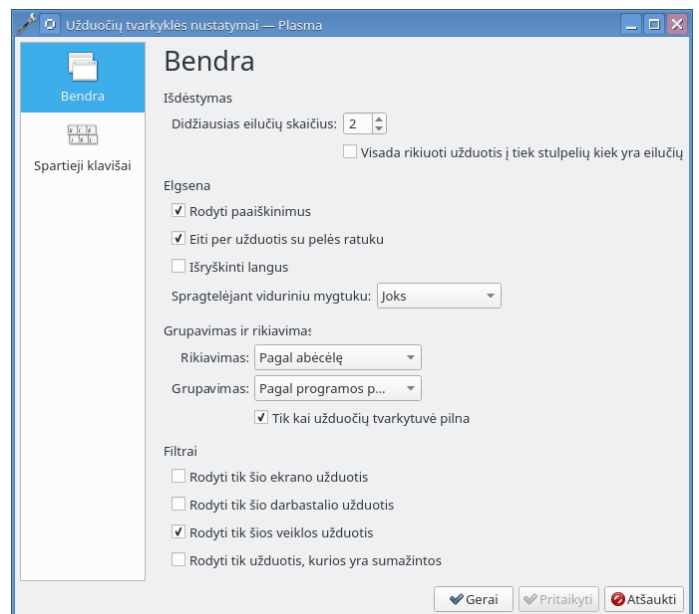 Užduočių tvarkyklės nustatymai — Plasma
Bendra
Spartieji klavišai
Bendra
Išdėstymas
Didžiausias eilučių skaičius: 2
Visada rikiuoti užduotis į tiek stulpelių kiek yra eilučių
Elgsena
Rodyti paaiškinimus
Eiti per užduotis su pelės ratuku
Išryškinti langus
Spragtelėjant viduriniu mygtuku: Joks
Grupavimas ir rikiavimas
Rikiavimas: Pagal abėcėlę
Grupavimas: Pagal programos p...
Tik kai užduočių tvarkytuvė pilna
Filtrai
Rodyti tik šio ekrano užduotis
Rodyti tik šio darbastalio užduotis
Rodyti tik šios veiklos užduotis
Rodyti tik užduotis, kurios yra sumažintos
Gerai Pritaikyti Atšaukti